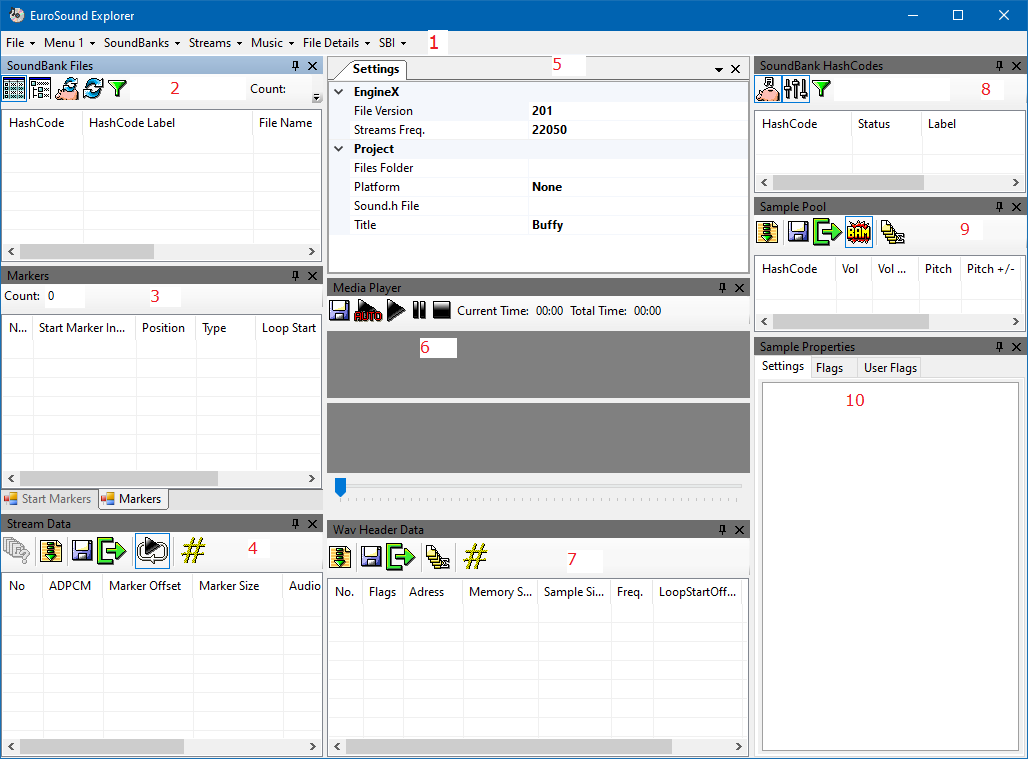 EuroSound Explorer
File Menu 1 SoundBanks Streams Music File Details SBI 1
SoundBank Files
2 Count:
HashCode HashCode Label File Name
Markers
Count: 0 3
N... Start Marker In... Position Type Loop Start
Start Markers Markers
Stream Data
4
No ADPCM Marker Offset Marker Size Audio
Settings 5
EngineX
File Version 201
Streams Freq. 22050
Project
Files Folder
Platform None
Sound.h File
Title Buffy
Media Player
AUTO Current Time: 00:00 Total Time: 00:00
6
Wav Header Data
7
No. Flags Adress Memory S... Sample Si... Freq. LoopStartOff...
SoundBank HashCodes
8
HashCode Status Label
Sample Pool
BAM 9
HashCode Vol Vol ... Pitch Pitch +/-
Sample Properties
Settings Flags User Flags
10